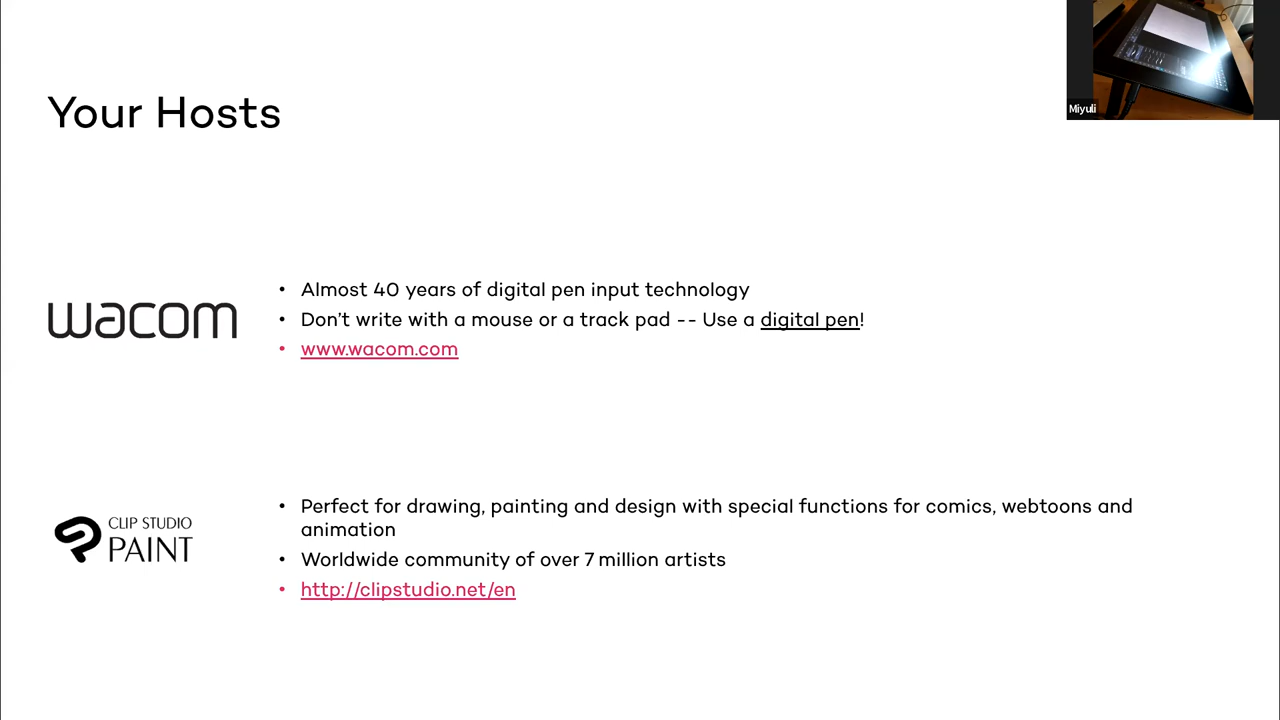 Miyuli
Your Hosts
wacom
• Almost 40 years of digital pen input technology
• Don't write with a mouse or a track pad -- Use a digital pen!
• www.wacom.com
CLIP STUDIO
PAINT
• Perfect for drawing, painting and design with special functions for comics, webtoons and
animation
• Worldwide community of over 7 million artists
• http://clipstudio.net/en